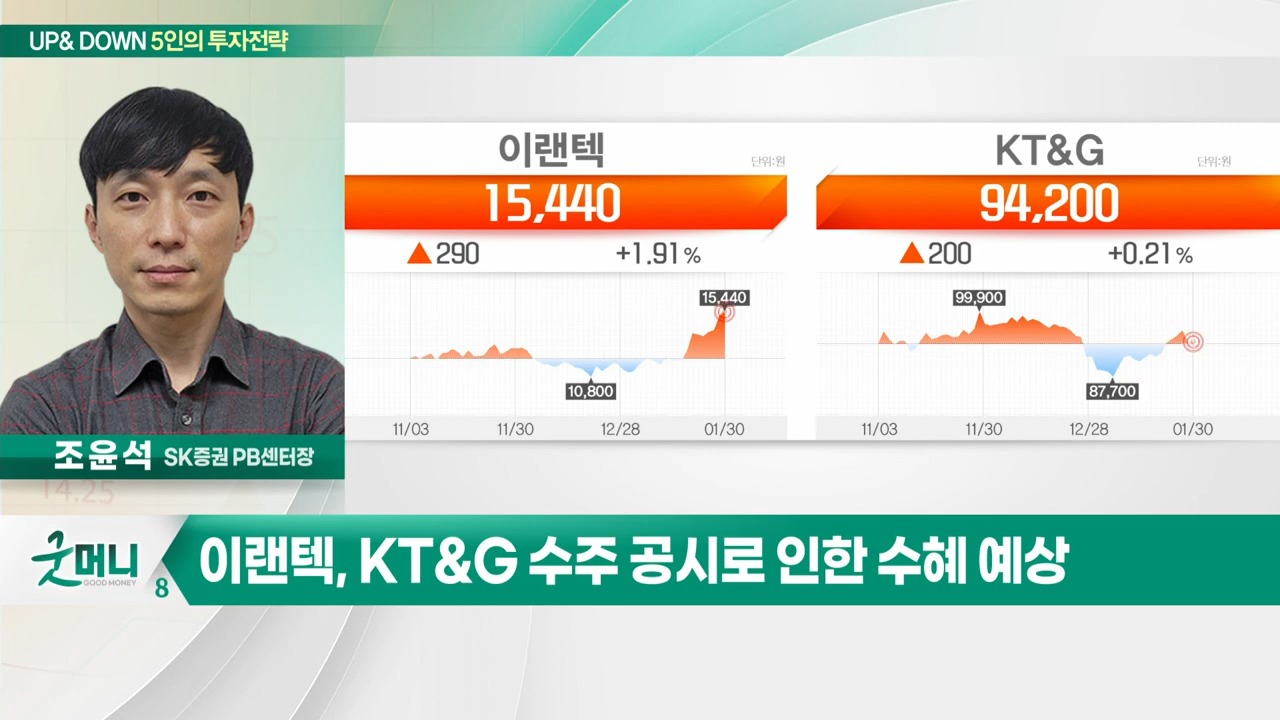 UP& DOWN 5인의 투자전략
이랜텍
단위:원
15,440
▲290 +1.91%
15,440
10,800
11/03 11/30 12/28 01/30
KT&G
단위:원
94,200
▲200 +0.21%
99,900
87,700
11/03 11/30 12/28 01/30
조윤석 SK증권 PB센터장
14.25
굿머니
GOOD MONEY
8
이랜텍, KT&G 수주 공시로 인한 수혜 예상